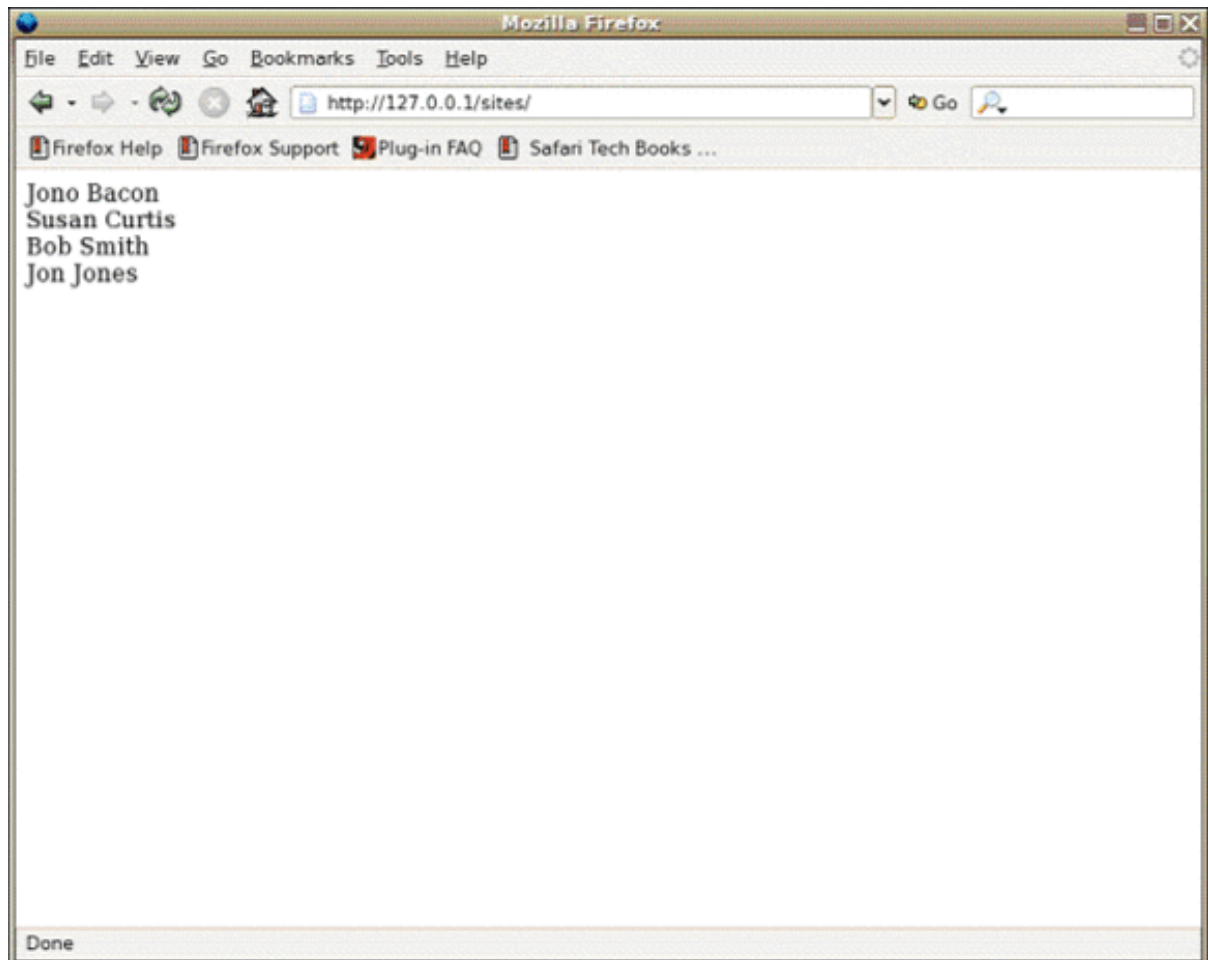 Mozilla Firefox
File Edit View Go Bookmarks Tools Help
http://127.0.0.1/sites/ Go
Firefox Help Firefox Support Plug-in FAQ Safari Tech Books ...
Jono Bacon
Susan Curtis
Bob Smith
Jon Jones
Done